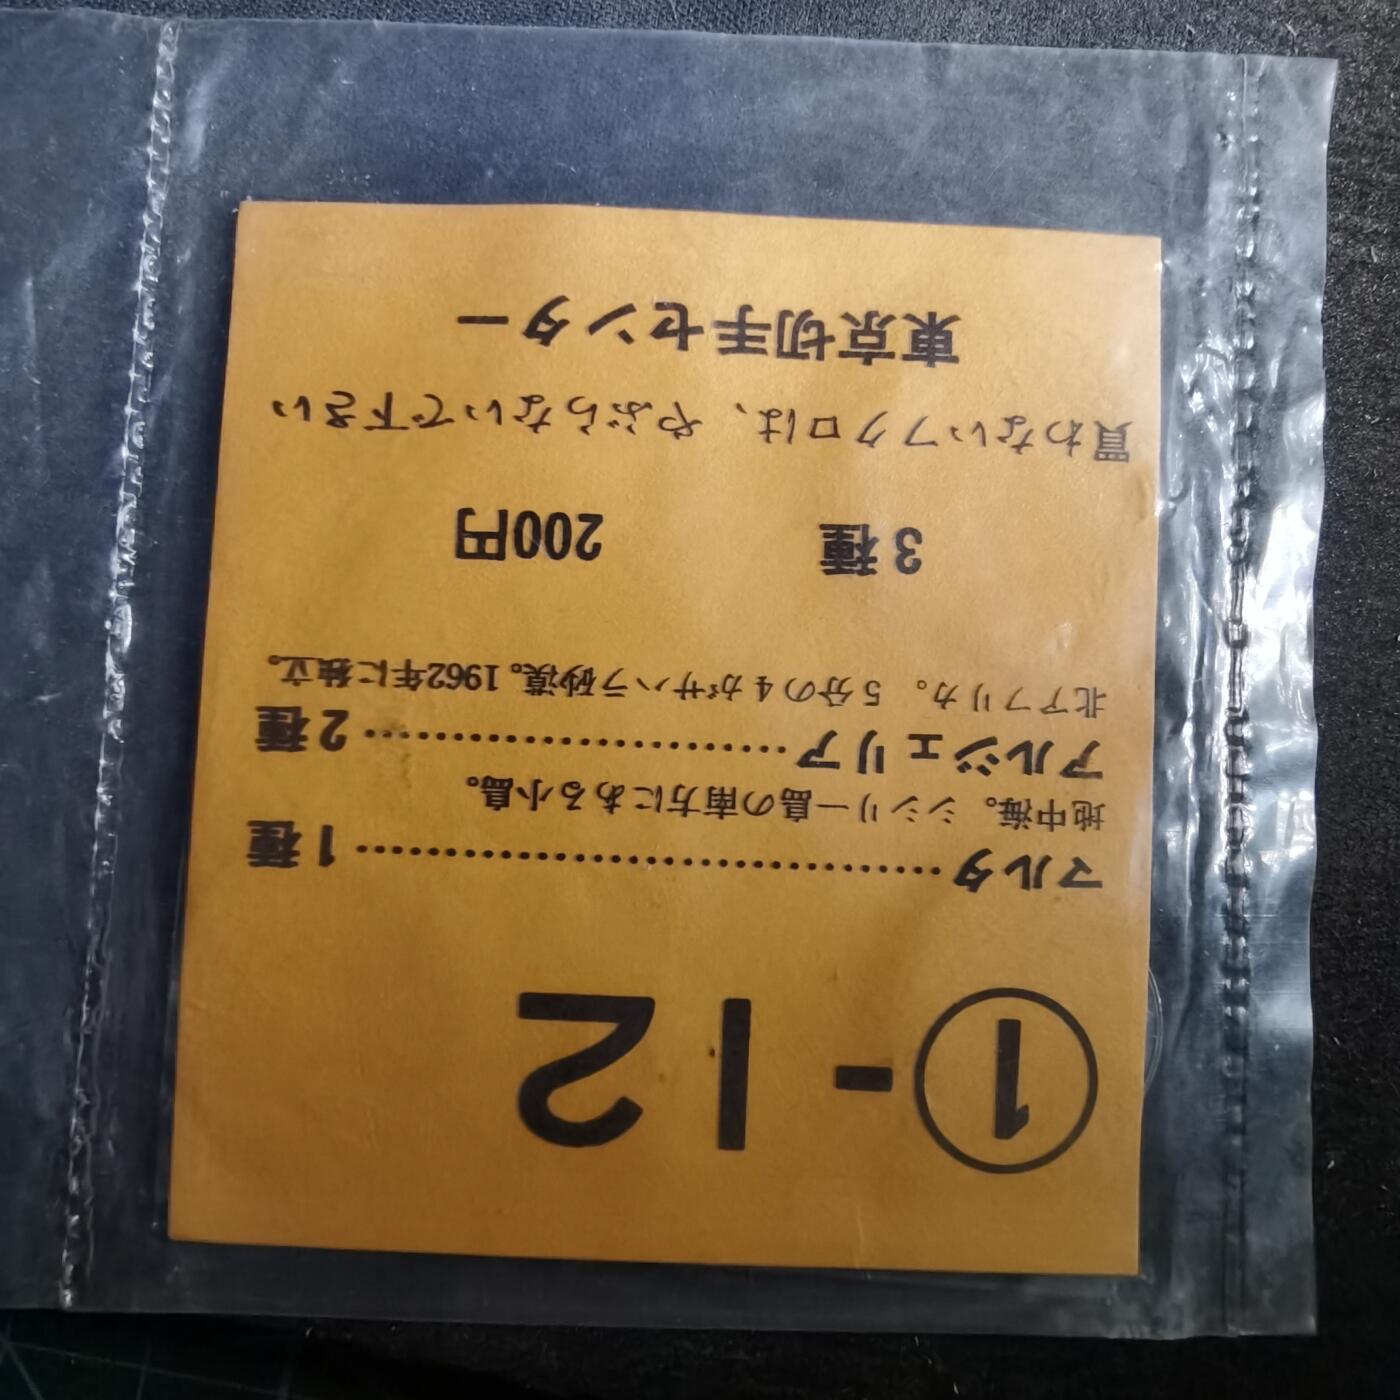 ①-12
マルタ……………………………1種
地中海。シシリー島の南方にある小島。
アルジェリア……………………2種
北アフリカ。5分の4がサハラ砂漠。1962年に独立。
3種 200円
買わないフクロは、やぶらないで下さい
東京切手センター